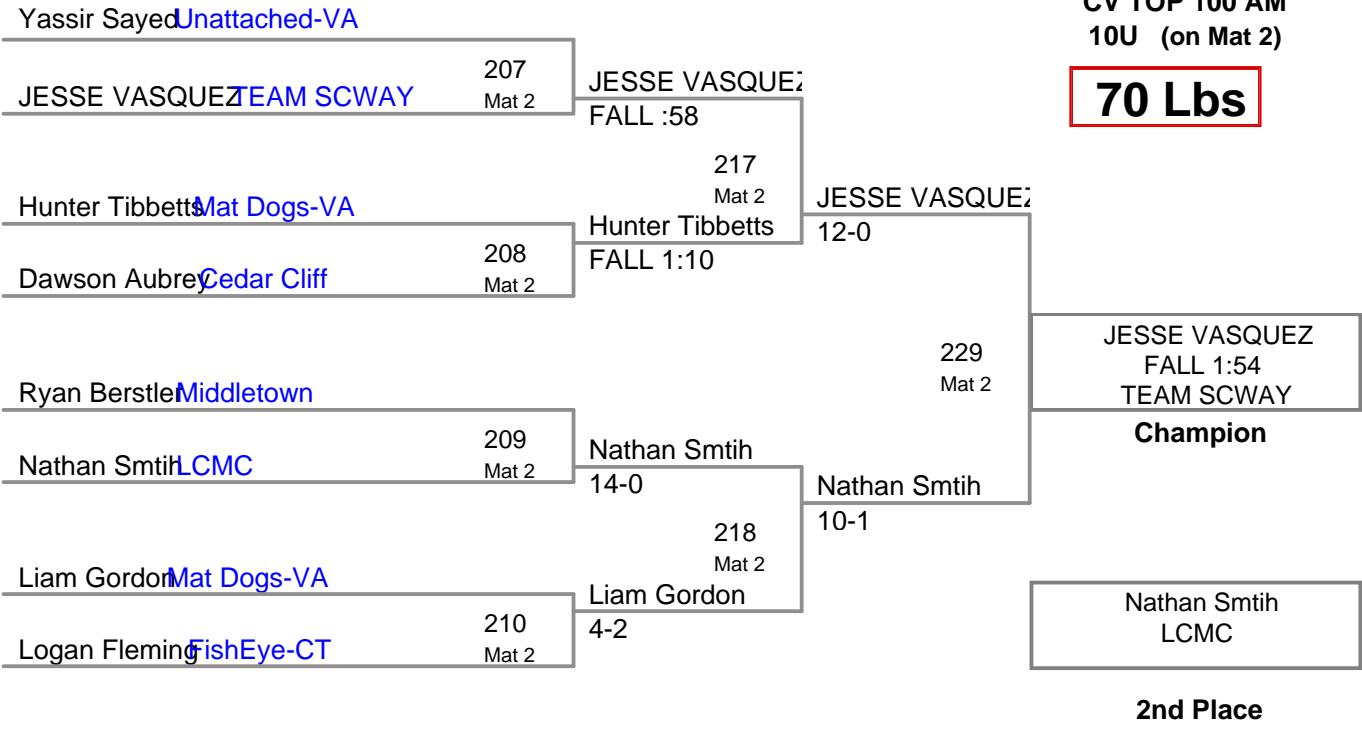 CV TOP 100 AM
10U (on Mat 2)
70 Lbs
Yassir Sayed Unattached-VA
207
Mat 2
JESSE VASQUEZ TEAM SCWAY
JESSE VASQUEZ
FALL :58
217
Mat 2
Hunter Tibbetts Mat Dogs-VA
208
Mat 2
Dawson Aubrey Cedar Cliff
Hunter Tibbetts
FALL 1:10
JESSE VASQUEZ
12-0
229
Mat 2
Ryan Berstler Middletown
209
Mat 2
Nathan Smtih LCMC
Nathan Smtih
14-0
218
Mat 2
Liam Gordon Mat Dogs-VA
210
Mat 2
Logan Fleming FishEye-CT
Liam Gordon
4-2
Nathan Smtih
10-1
JESSE VASQUEZ
FALL 1:54
TEAM SCWAY
Champion
Nathan Smtih
LCMC
2nd Place